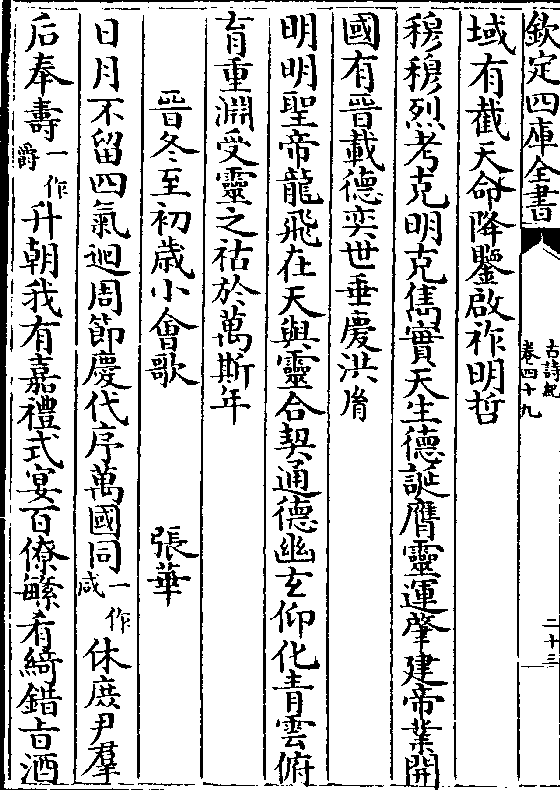 欽定四庫全書
古詩紀
卷四十九
二十三
域有截天命降鑒啟祚明哲
穆穆烈考克明克雋實天生德誕膺靈運肇建帝業開
國有晉載德奕世垂慶洪胤
明明聖帝龍飛在天與靈合契通德幽玄仰化青雲俯
育重淵受靈之祜於萬斯年
晉冬至初歲小會歌 張華
日月不留四氣迴周節慶代序萬國同一作咸休庶尹羣
后奉壽一作爵升朝我有嘉禮式宴百僚繁肴綺錯旨酒